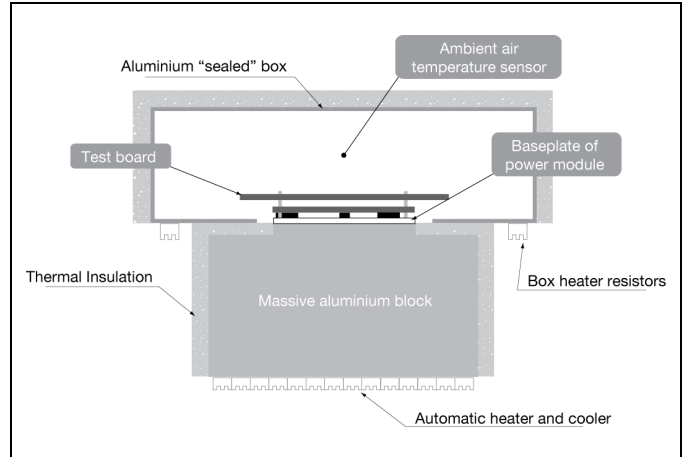 Ambient air
temperature sensor
Aluminium “sealed” box
Test board
Baseplate of
power module
Thermal Insulation
Box heater resistors
Massive aluminium block
Automatic heater and cooler